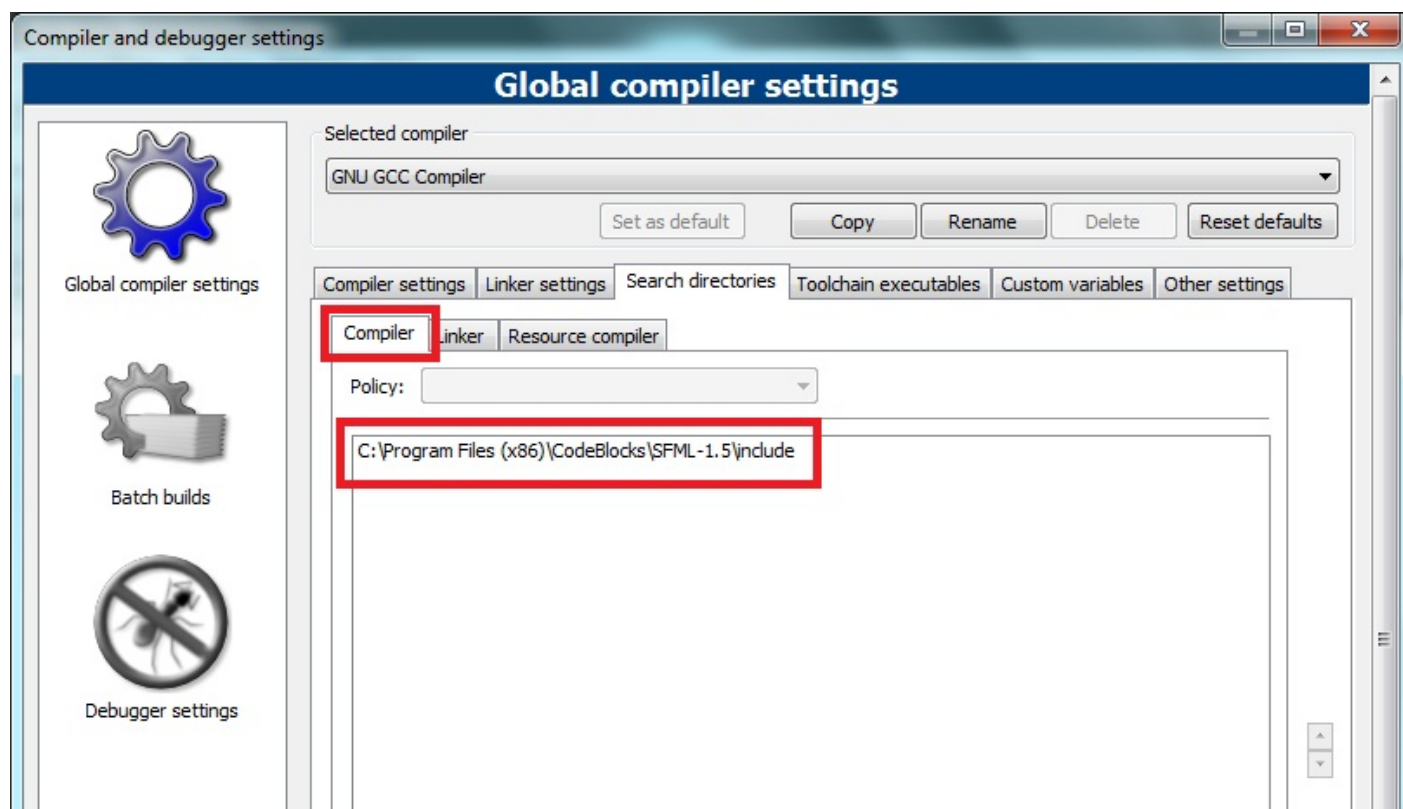 Compiler and debugger settings
Global compiler settings
Selected compiler
GNU GCC Compiler
Set as default Copy Rename Delete Reset defaults
Global compiler settings
Compiler settings Linker settings Search directories Toolchain executables Custom variables Other settings
Compiler Linker Resource compiler
Policy:
C:\Program Files (x86)\CodeBlocks\SFML-1.5\include
Batch builds
Debugger settings